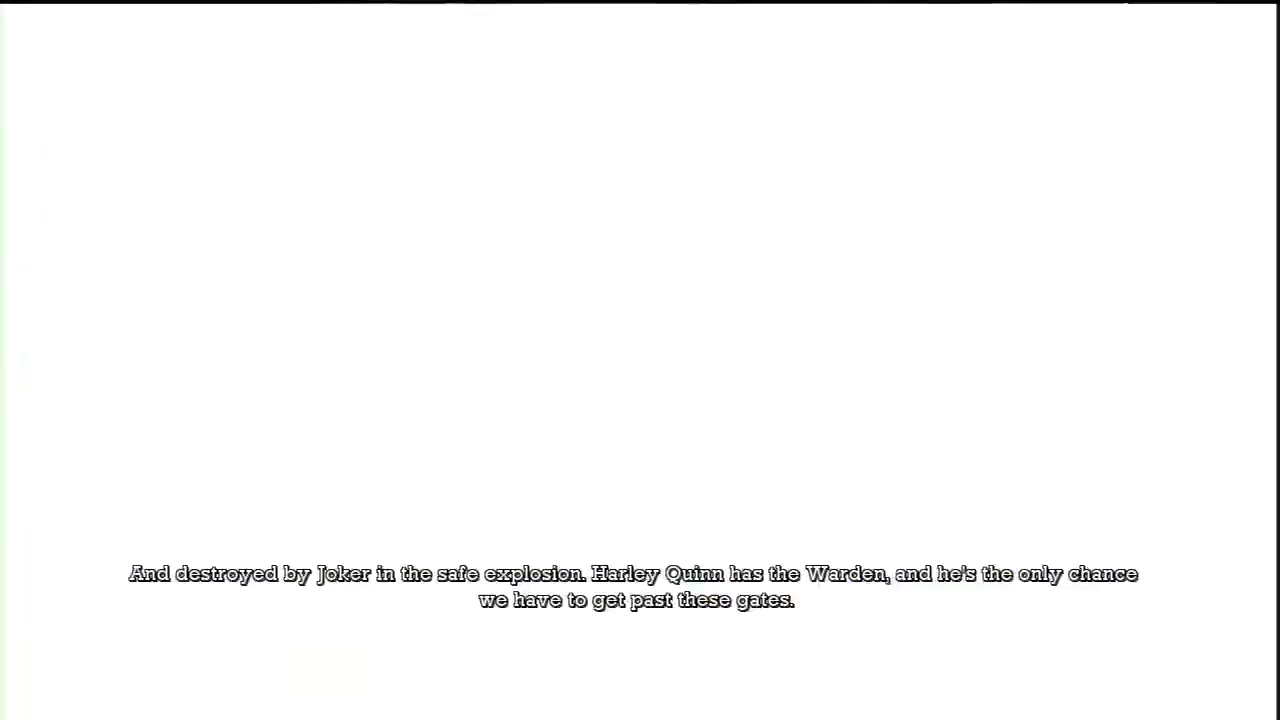 And destroyed by Joker in the safe explosion. Harley Quinn has the Warden, and he's the only chance
we have to get past these gates.